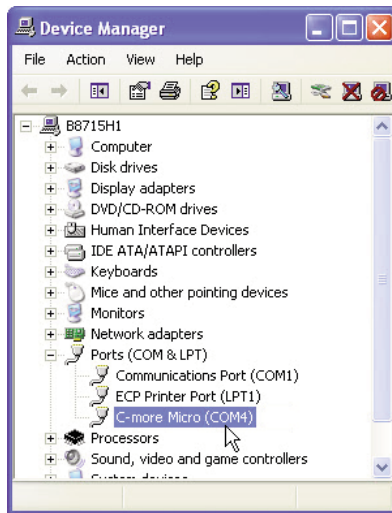 Device Manager
File Action View Help
B8715H1
Computer
Disk drives
Display adapters
DVD/CD-ROM drives
Human Interface Devices
IDE ATA/ATAPI controllers
Keyboards
Mice and other pointing devices
Monitors
Network adapters
Ports (COM & LPT)
Communications Port (COM1)
ECP Printer Port (LPT1)
C-more Micro (COM4)
Processors
Sound, video and game controllers
System devices